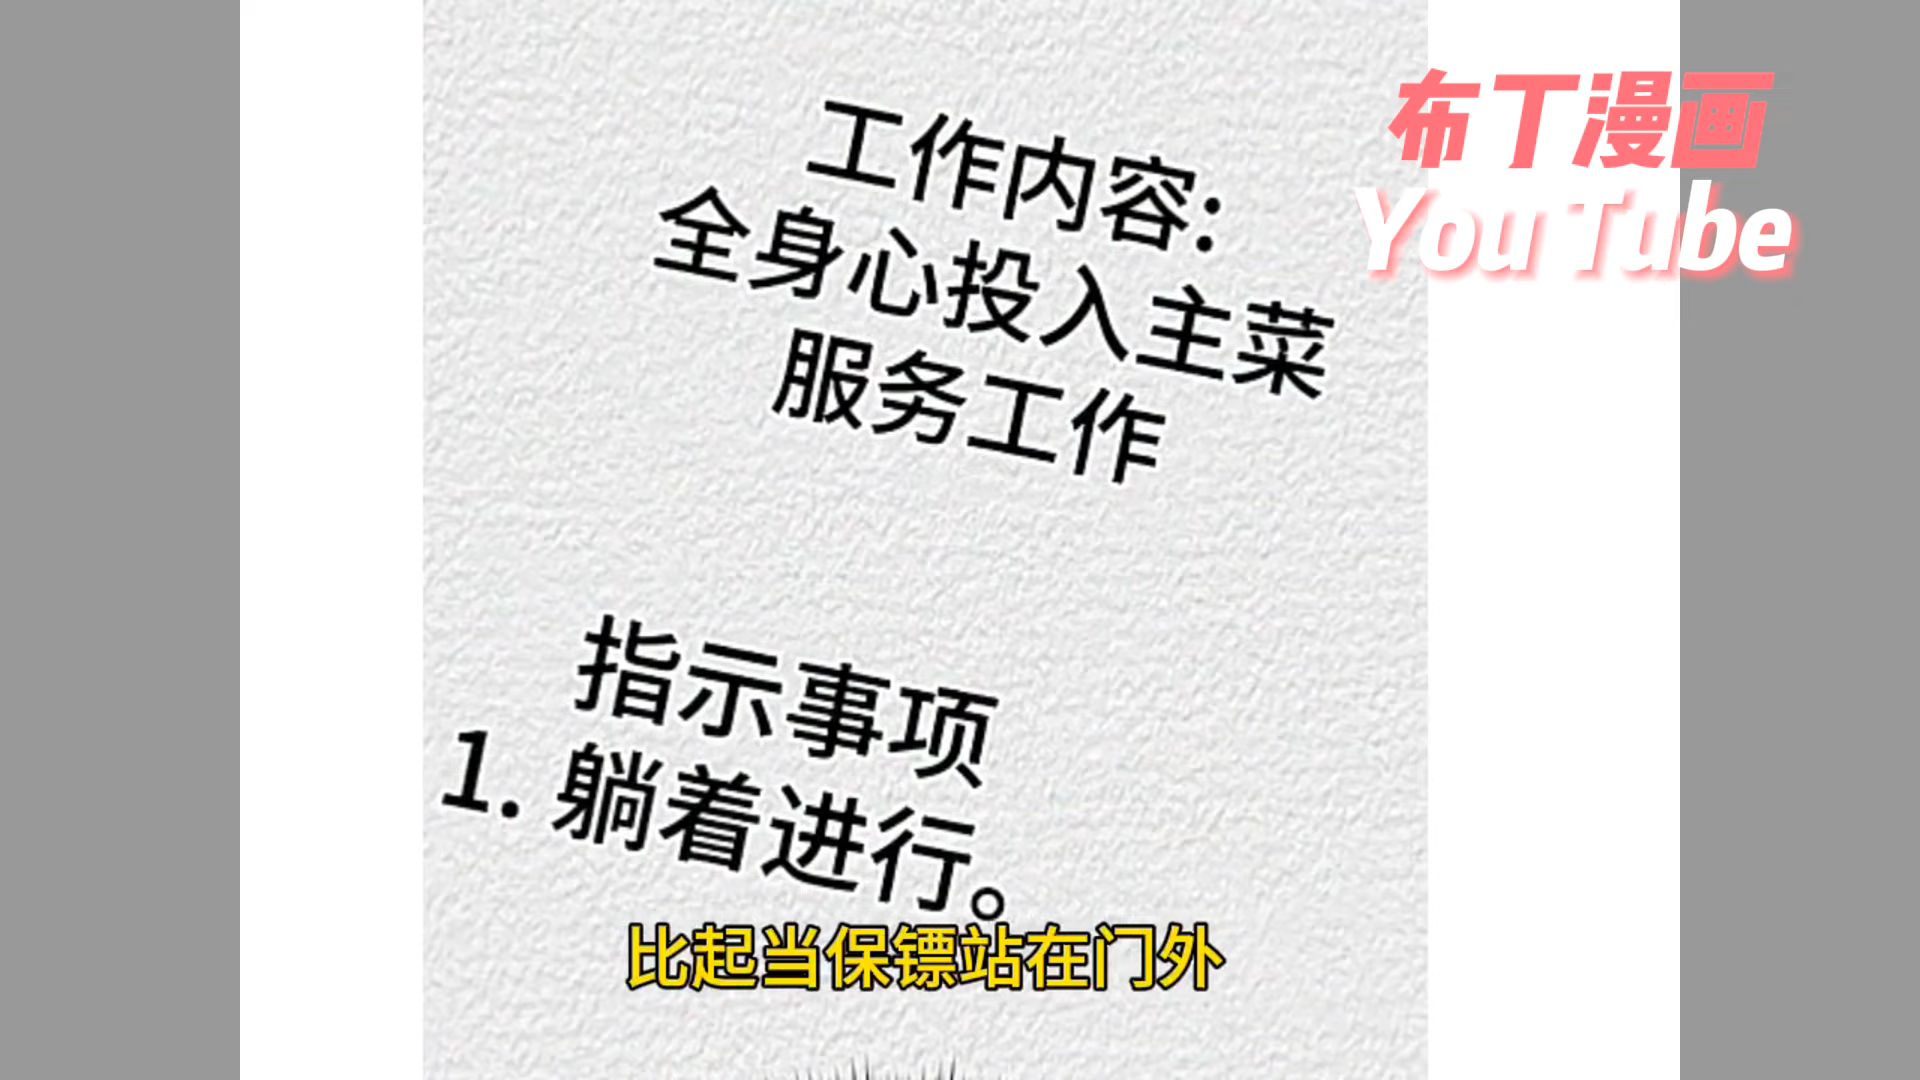 布丁漫画
YouTube
工作内容:
全身心投入主菜
服务工作
指示事项
1. 躺着进行。
比起当保镖站在门外